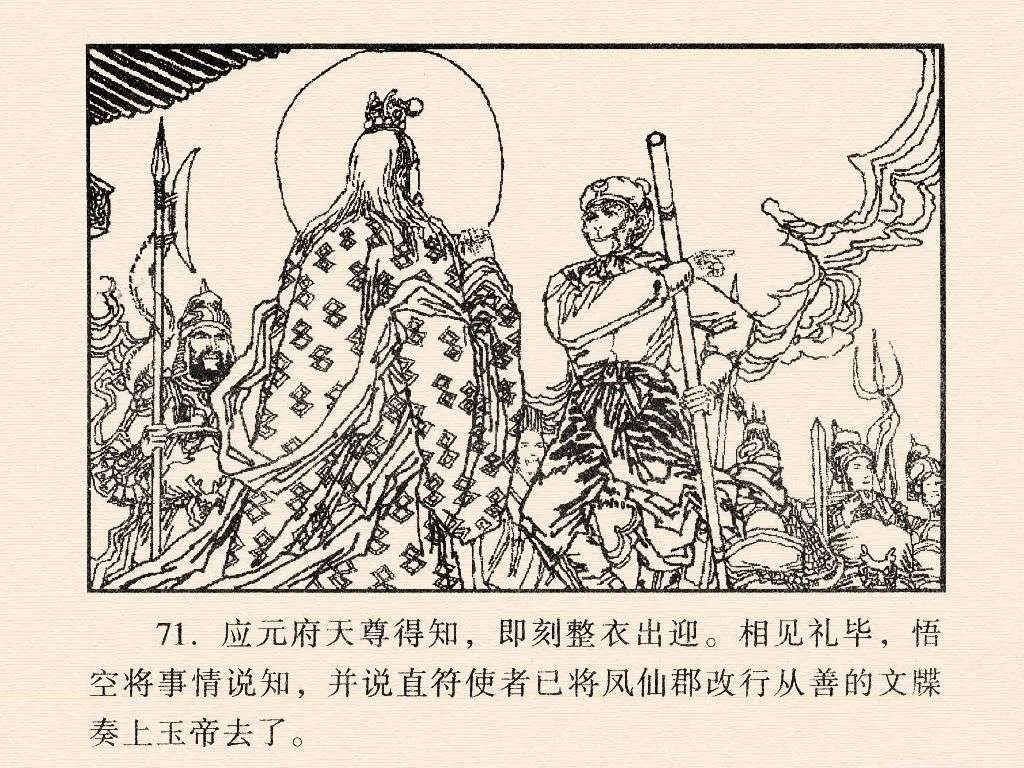 71. 应元府天尊得知，即刻整衣出迎。相见礼毕，悟
空将事情说知，并说直符使者已将凤仙郡改行从善的文牒
奏上玉帝去了。